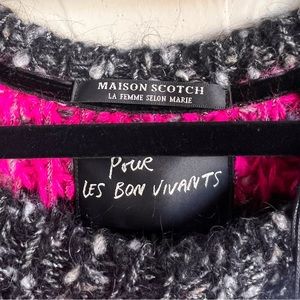 MAISON SCOTCH
LA FEMME SELON MARIE
Pour
LES BON VIVANTS